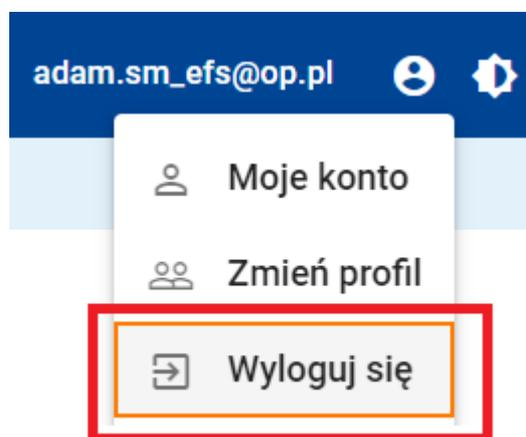 adam.sm_efs@op.pl
Moje konto
Zmień profil
Wyloguj się